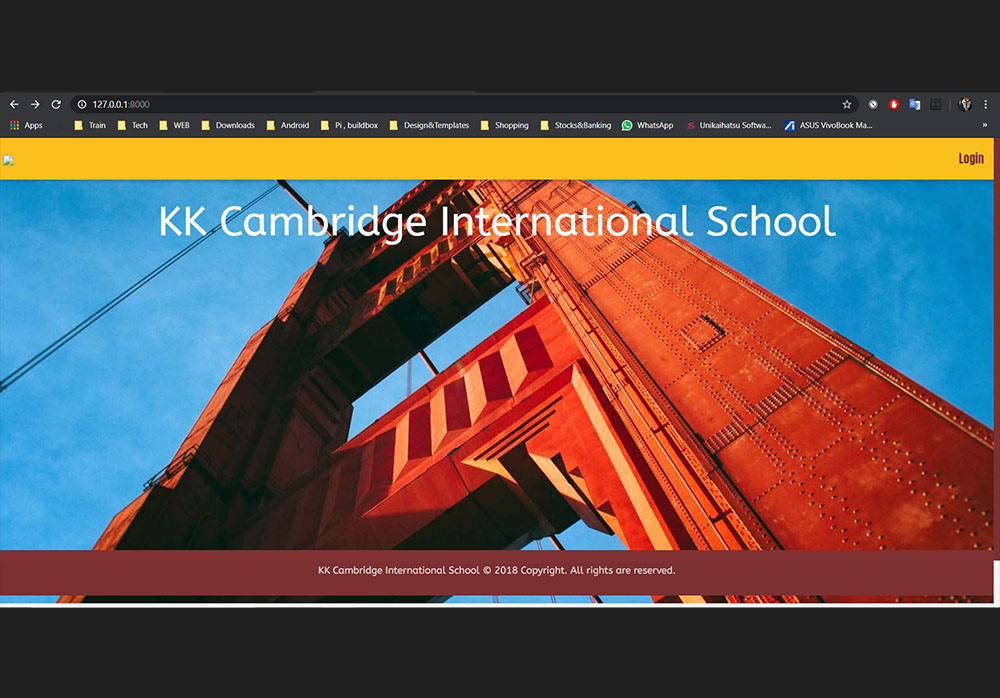 127.0.0.1:8000
Apps Train Tech WEB Downloads Android Pi , buildbox Design&Templates Shopping Stocks&Banking WhatsApp Unikaihatsu Softwa... ASUS VivoBook Ma... »
Login
KK Cambridge International School
KK Cambridge International School © 2018 Copyright. All rights are reserved.